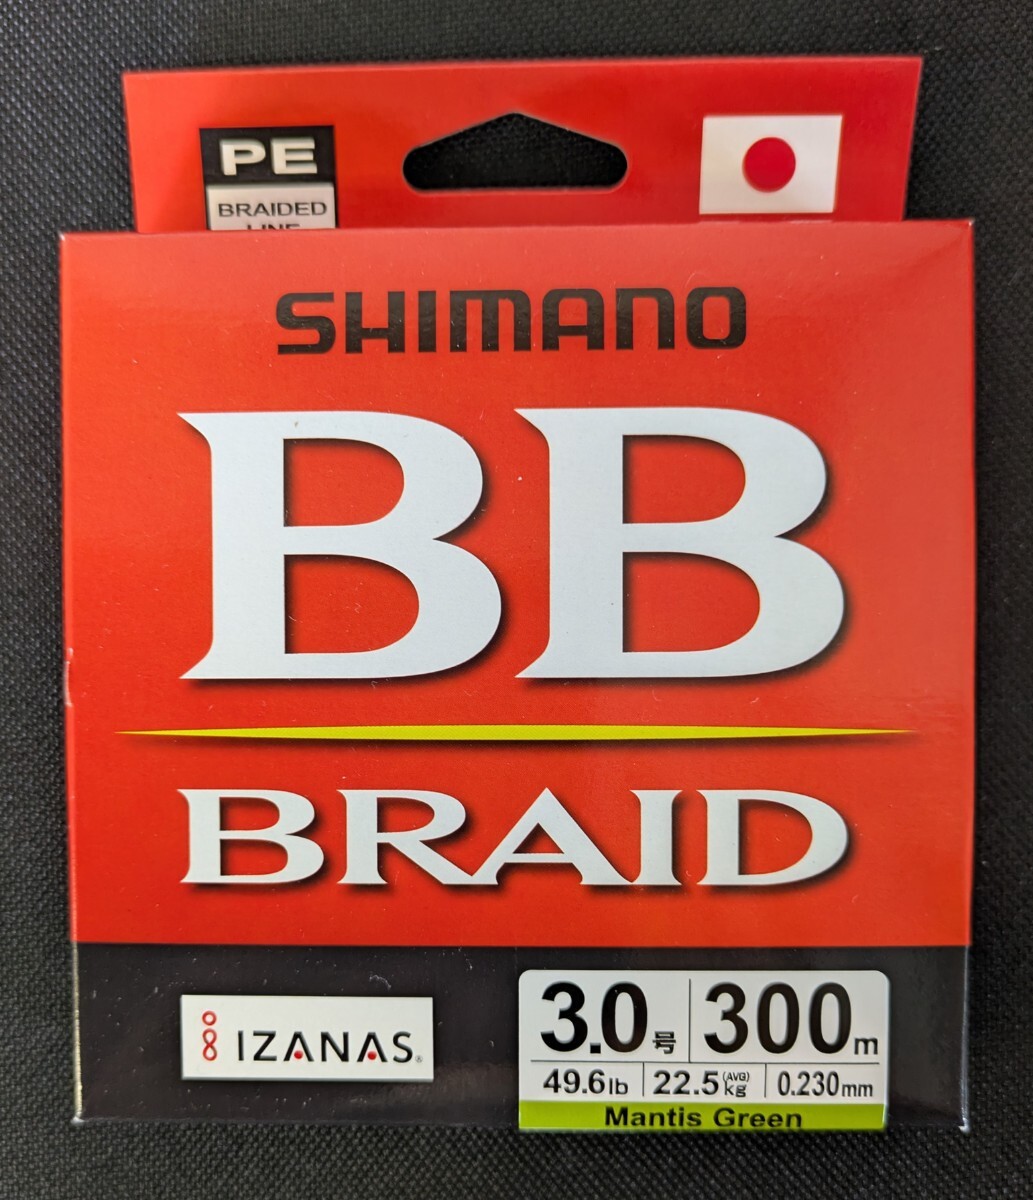 PE
BRAIDED
LINE
SHIMANO
BB
BRAID
IZANAS®
3.0号 300m
49.6lb 22.5(AVG)kg 0.230mm
Mantis Green